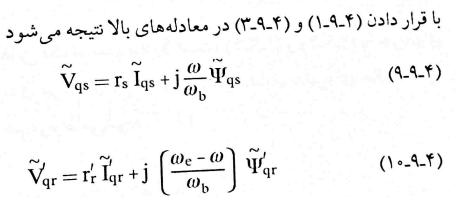 با قرار دادن (۴-۹-۱) و (۴-۹-۳) در معادله‌های بالا نتیجه می‌شود
Ṽqs = rs Ĩqs + j ω/ωb Ψ̃qs (۴-۹-۹)
Ṽ′qr = r′r Ĩ′qr + j ( (ωe − ω)/ωb ) Ψ̃′qr (۴-۹-۱۰)